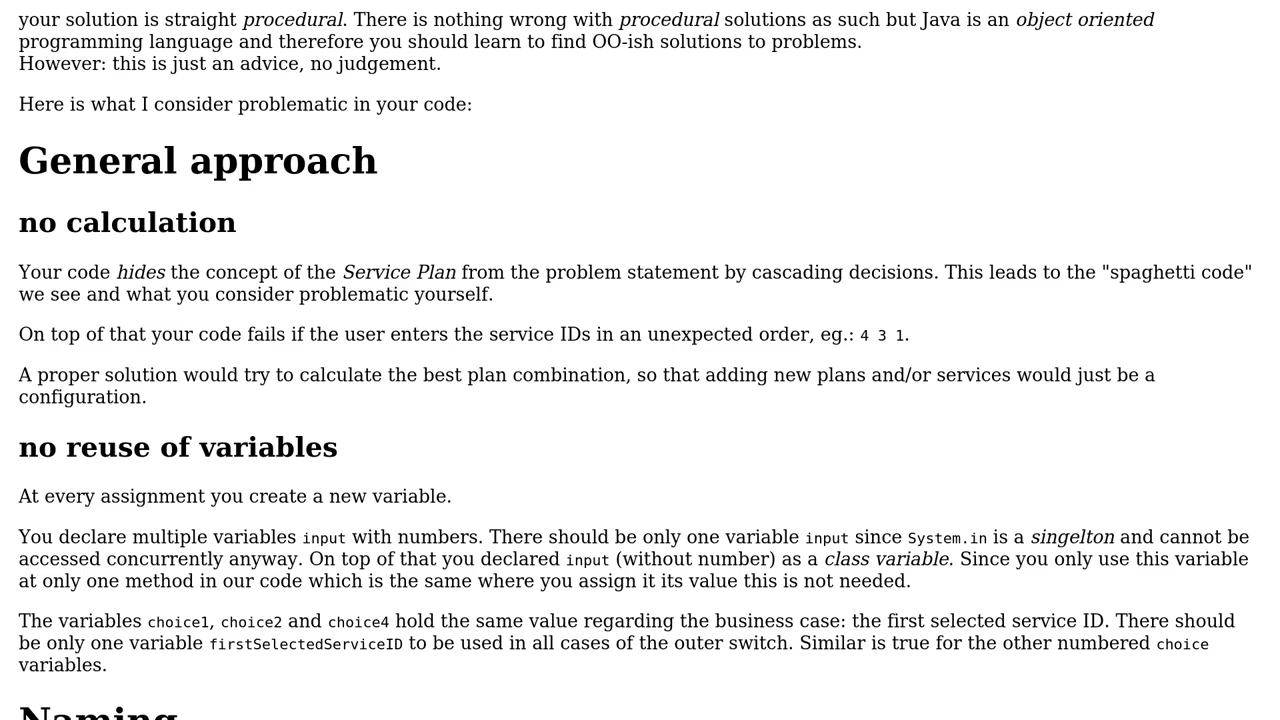 your solution is straight procedural. There is nothing wrong with procedural solutions as such but Java is an object oriented
programming language and therefore you should learn to find OO-ish solutions to problems.
However: this is just an advice, no judgement.
Here is what I consider problematic in your code:
General approach
no calculation
Your code hides the concept of the Service Plan from the problem statement by cascading decisions. This leads to the "spaghetti code"
we see and what you consider problematic yourself.
On top of that your code fails if the user enters the service IDs in an unexpected order, eg.: 4 3 1.
A proper solution would try to calculate the best plan combination, so that adding new plans and/or services would just be a
configuration.
no reuse of variables
At every assignment you create a new variable.
You declare multiple variables input with numbers. There should be only one variable input since System.in is a singelton and cannot be
accessed concurrently anyway. On top of that you declared input (without number) as a class variable. Since you only use this variable
at only one method in our code which is the same where you assign it its value this is not needed.
The variables choice1, choice2 and choice4 hold the same value regarding the business case: the first selected service ID. There should
be only one variable firstSelectedServiceID to be used in all cases of the outer switch. Similar is true for the other numbered choice
variables.
Naming